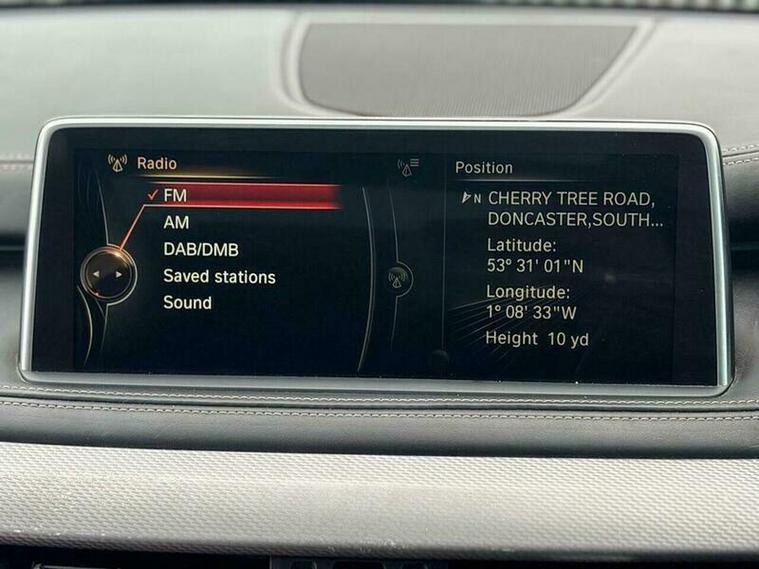 Radio
FM
AM
DAB/DMB
Saved stations
Sound
Position
N CHERRY TREE ROAD,
DONCASTER,SOUTH...
Latitude:
53° 31' 01"N
Longitude:
1° 08' 33"W
Height 10 yd